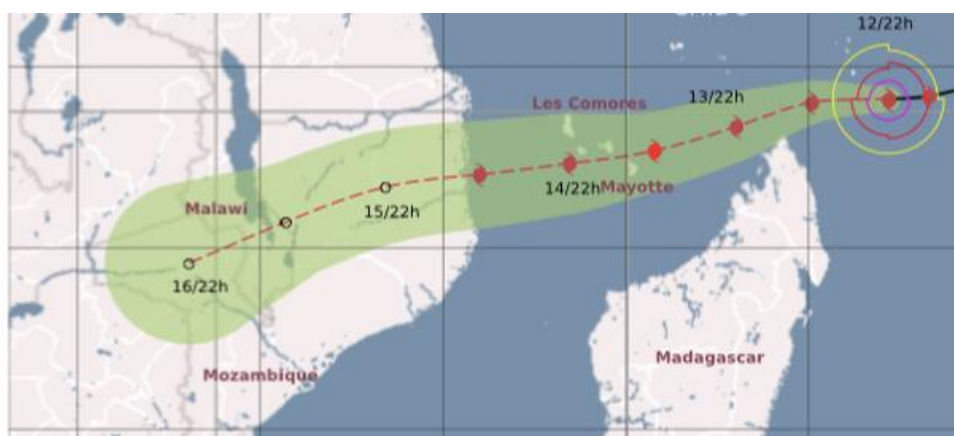 12/22h
Les Comores
13/22h
14/22h
Mayotte
Malawi
15/22h
16/22h
Madagascar
Mozambique